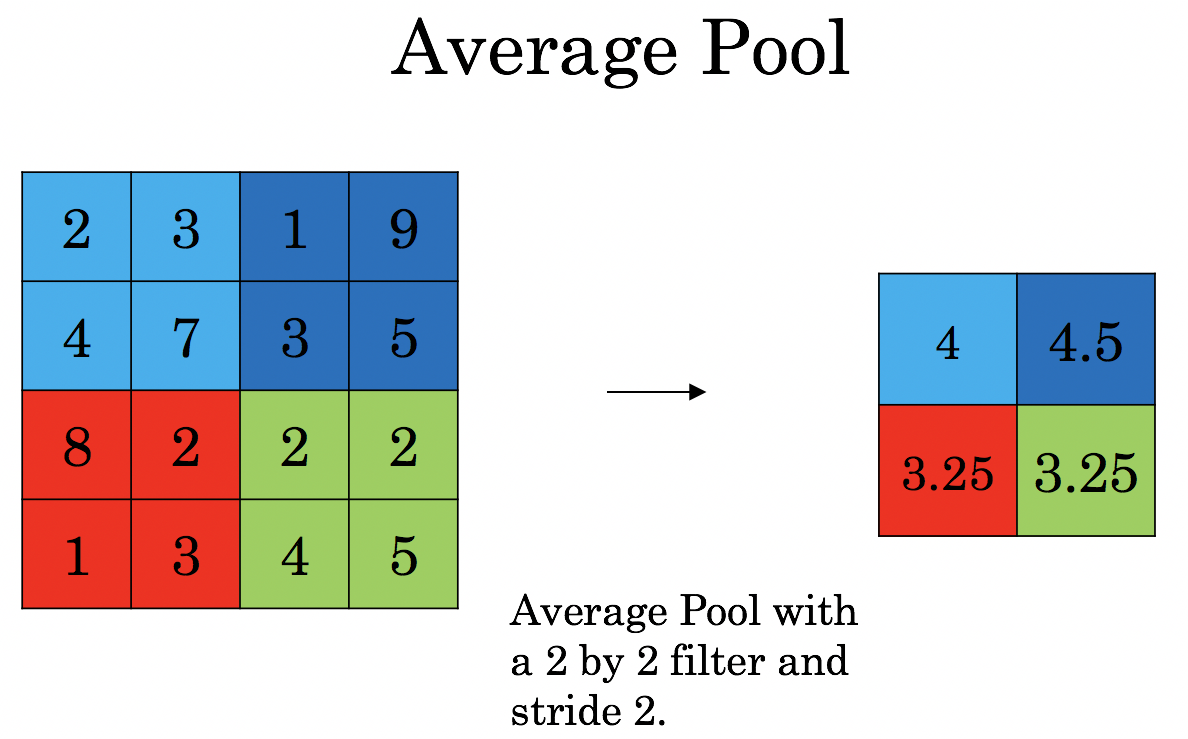 Average Pool
2 3 1 9
4 7 3 5
8 2 2 2
1 3 4 5
4 4.5
3.25 3.25
Average Pool with
a 2 by 2 filter and
stride 2.